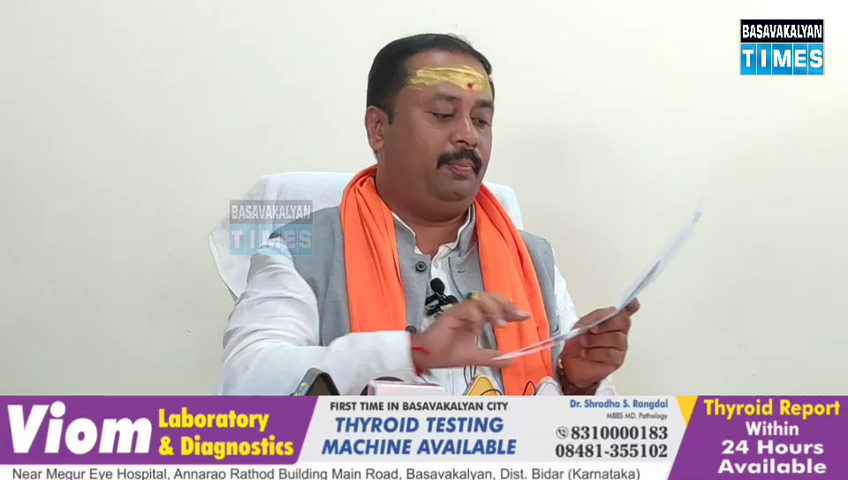 BASAVAKALYAN
TIMES
BASAVAKALYAN
TIMES
Viom Laboratory
& Diagnostics
FIRST TIME IN BASAVAKALYAN CITY
THYROID TESTING
MACHINE AVAILABLE
Dr. Shradha S. Rangdal
MBBS MD. Pathology
8310000183
08481-355102
Thyroid Report
Within
24 Hours
Available
Near Megur Eye Hospital, Annarao Rathod Building Main Road, Basavakalyan, Dist. Bidar (Karnataka)